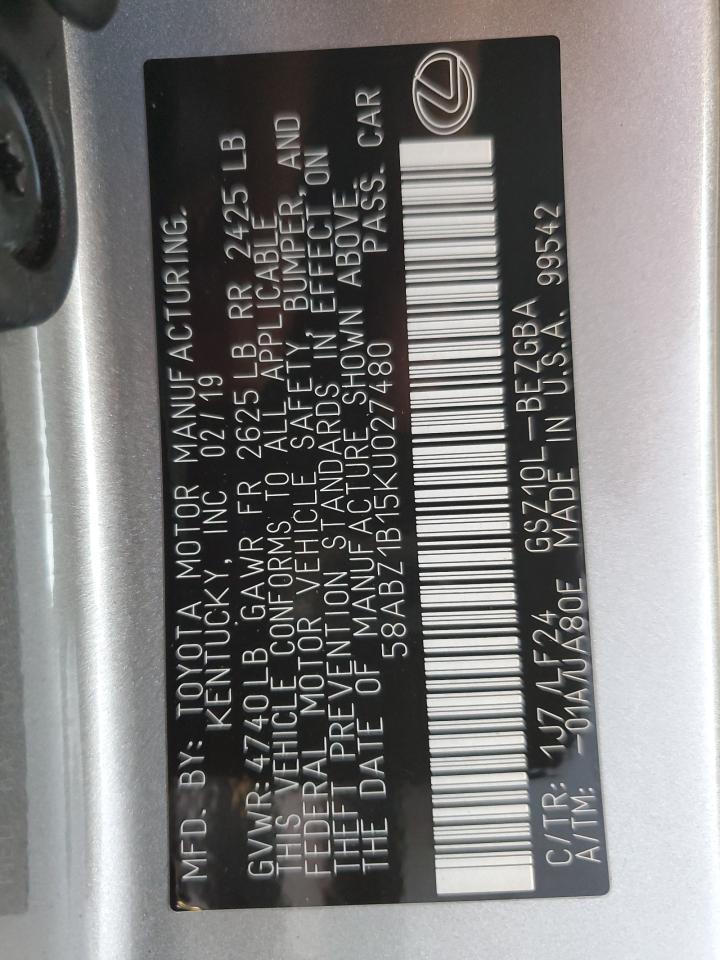 MFD. BY: TOYOTA MOTOR MANUFACTURING.
KENTUCKY, INC 02/19
GVWR: 4740LB GAWR FR 2625 LB RR 2425 LB
THIS VEHICLE CONFORMS TO ALL APPLICABLE
FEDERAL MOTOR VEHICLE SAFETY, BUMPER, AND
THEFT PREVENTION STANDARDS IN EFFECT ON
THE DATE OF MANUFACTURE SHOWN ABOVE.
58ABZ1B15KU027480 PASS. CAR
C/TR: 1J7/LF24 GSZ10L-BEZGBA
A/TM: -01A/UA80E MADE IN U.S.A. 99542